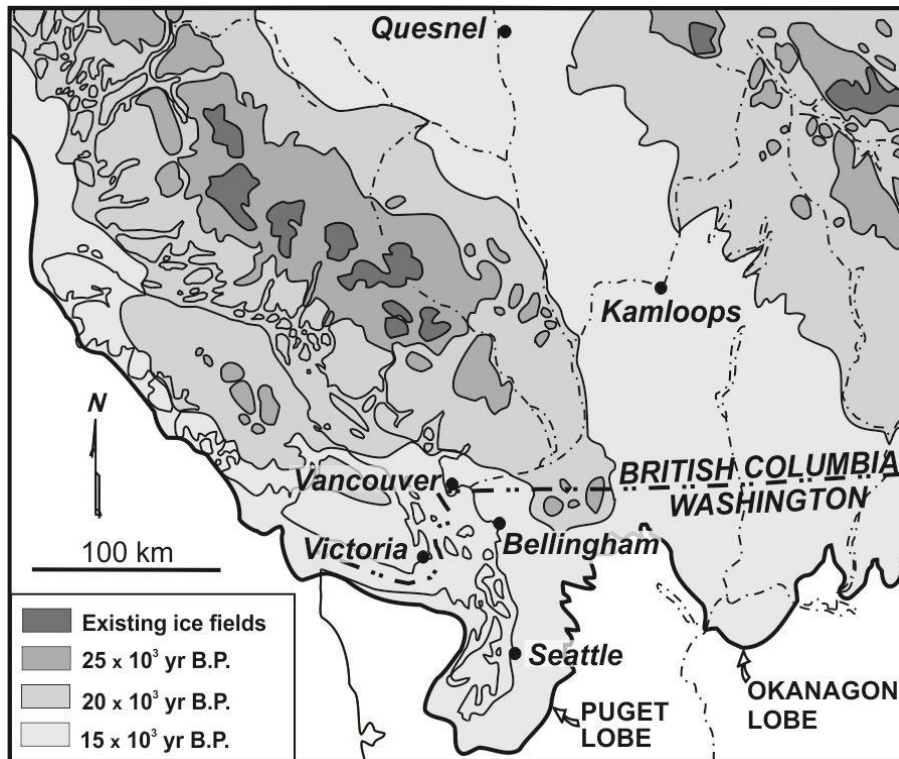 Quesnel
Kamloops
N
Vancouver
BRITISH COLUMBIA
WASHINGTON
100 km
Victoria
Bellingham
Existing ice fields
25 x 10³ yr B.P.
20 x 10³ yr B.P.
15 x 10³ yr B.P.
Seattle
PUGET
LOBE
OKANAGON
LOBE